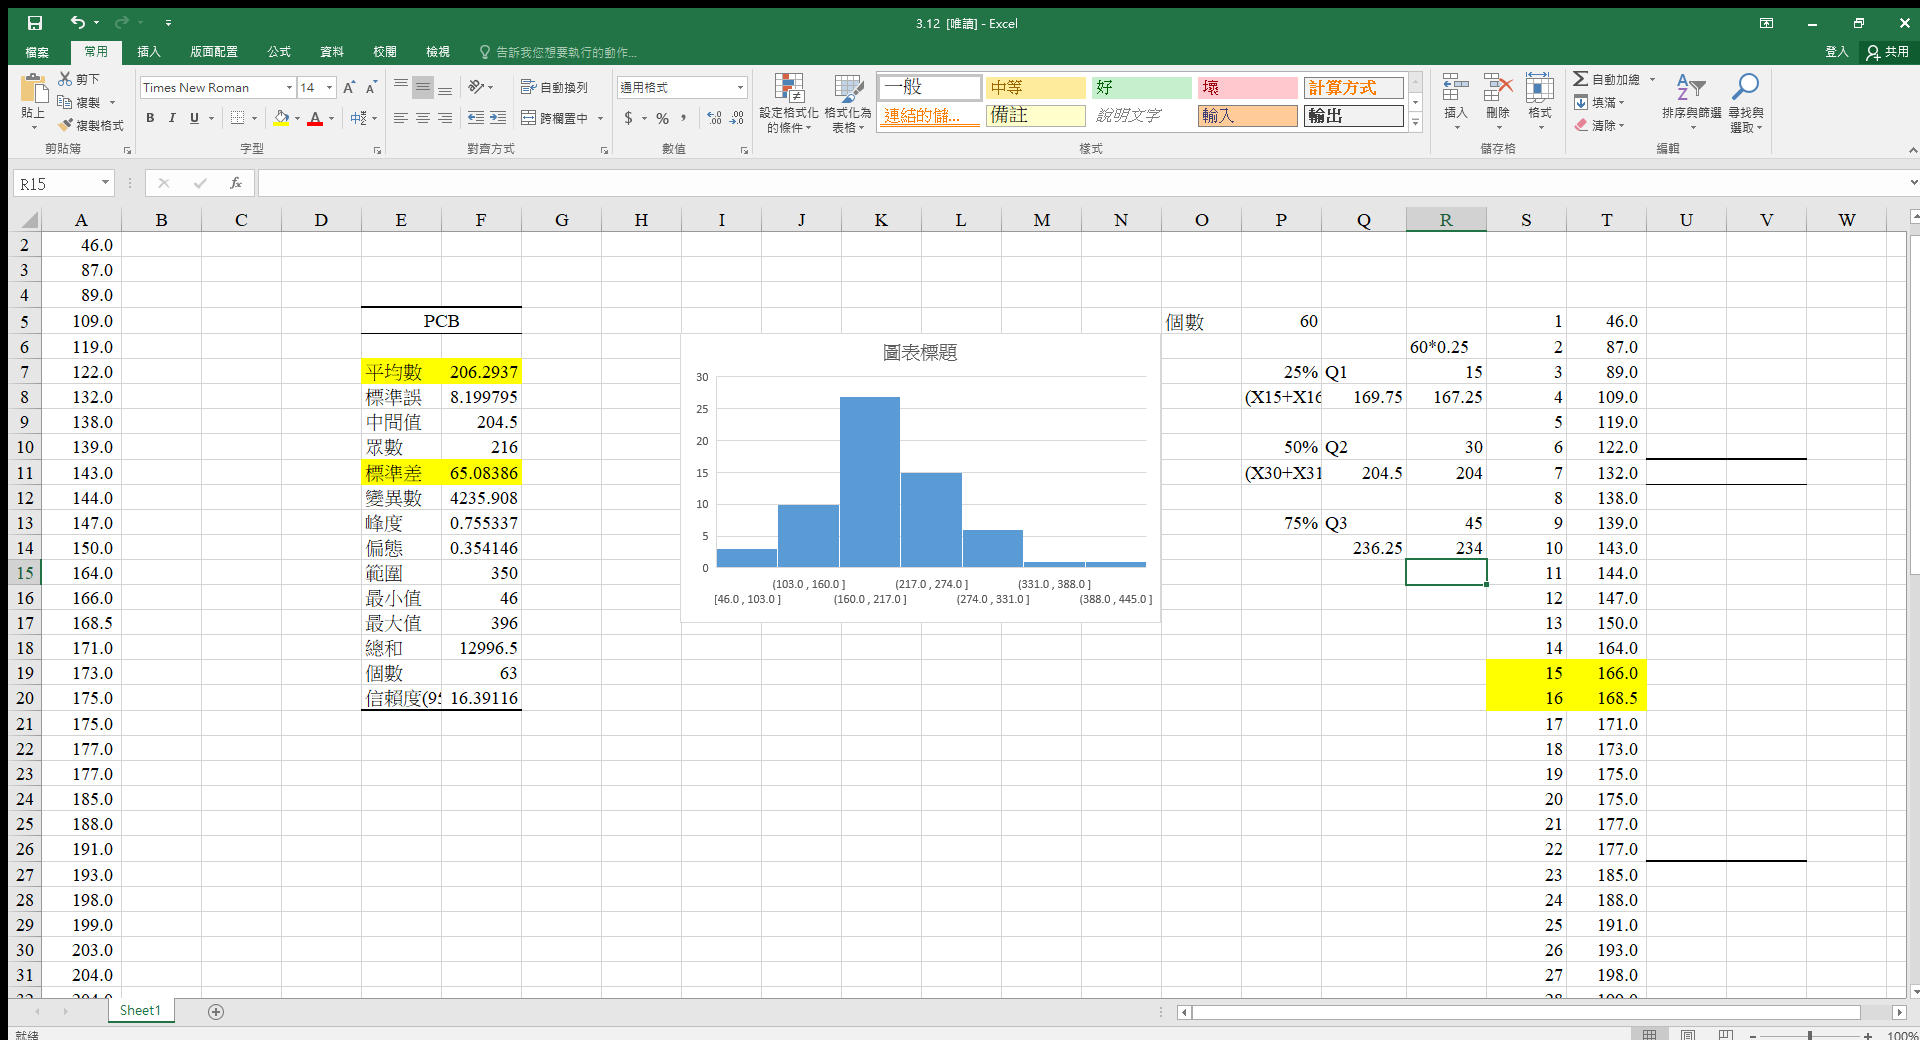 3.12 [唯讀] - Excel
檔案 常用 插入 版面配置 公式 資料 校閱 檢視 告訴我您想要執行的動作... 登入 共用
剪下
複製
複製格式
貼上
剪貼簿
Times New Roman 14
B I U
字型
自動換列
跨欄置中
對齊方式
通用格式
$ % ,
數值
設定格式化的條件
格式化為表格
一般 中等 好 壞 計算方式
連結的儲... 備註 說明文字 輸入 輸出
樣式
插入 刪除 格式
儲存格
自動加總
填滿
清除
排序與篩選
尋找與選取
編輯
R15 fx
A B C D E F G H I J K L M N O P Q R S T U V W
2 46.0
3 87.0
4 89.0
5 109.0 PCB 個數 60 1 46.0
6 119.0 60*0.25 2 87.0
7 122.0 平均數 206.2937 25% Q1 15 3 89.0
8 132.0 標準誤 8.199795 (X15+X16 169.75 167.25 4 109.0
9 138.0 中間值 204.5 5 119.0
10 139.0 眾數 216 50% Q2 30 6 122.0
11 143.0 標準差 65.08386 (X30+X31 204.5 204 7 132.0
12 144.0 變異數 4235.908 8 138.0
13 147.0 峰度 0.755337 75% Q3 45 9 139.0
14 150.0 偏態 0.354146 236.25 234 10 143.0
15 164.0 範圍 350 11 144.0
16 166.0 最小值 46 12 147.0
17 168.5 最大值 396 13 150.0
18 171.0 總和 12996.5 14 164.0
19 173.0 個數 63 15 166.0
20 175.0 信賴度(95 16.39116 16 168.5
21 175.0 17 171.0
22 177.0 18 173.0
23 177.0 19 175.0
24 185.0 20 175.0
25 188.0 21 177.0
26 191.0 22 177.0
27 193.0 23 185.0
28 198.0 24 188.0
29 199.0 25 191.0
30 203.0 26 193.0
31 204.0 27 198.0
圖表標題
30
25
20
15
10
5
0
(103.0 , 160.0 ] (217.0 , 274.0 ] (331.0 , 388.0 ]
[46.0 , 103.0 ] (160.0 , 217.0 ] (274.0 , 331.0 ] (388.0 , 445.0 ]
Sheet1
就緒 100%